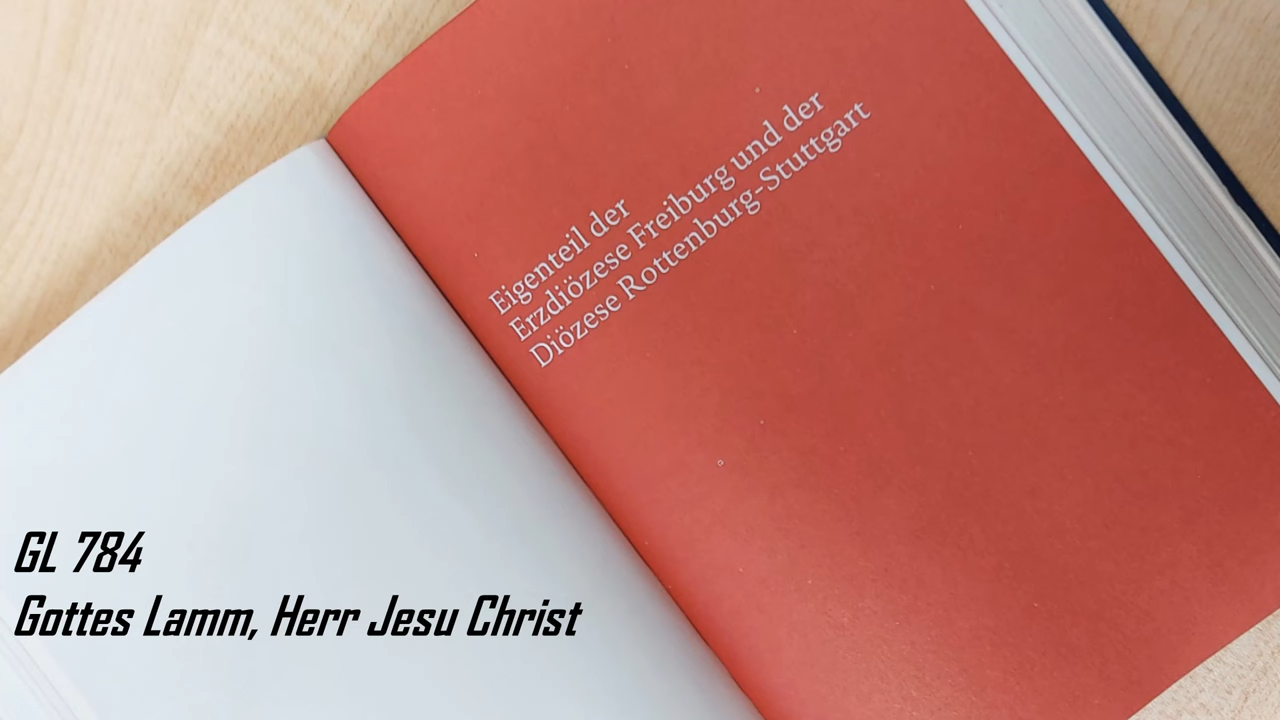 Eigenteil der
Erzdiözese Freiburg und der
Diözese Rottenburg-Stuttgart
GL 784
Gottes Lamm, Herr Jesu Christ